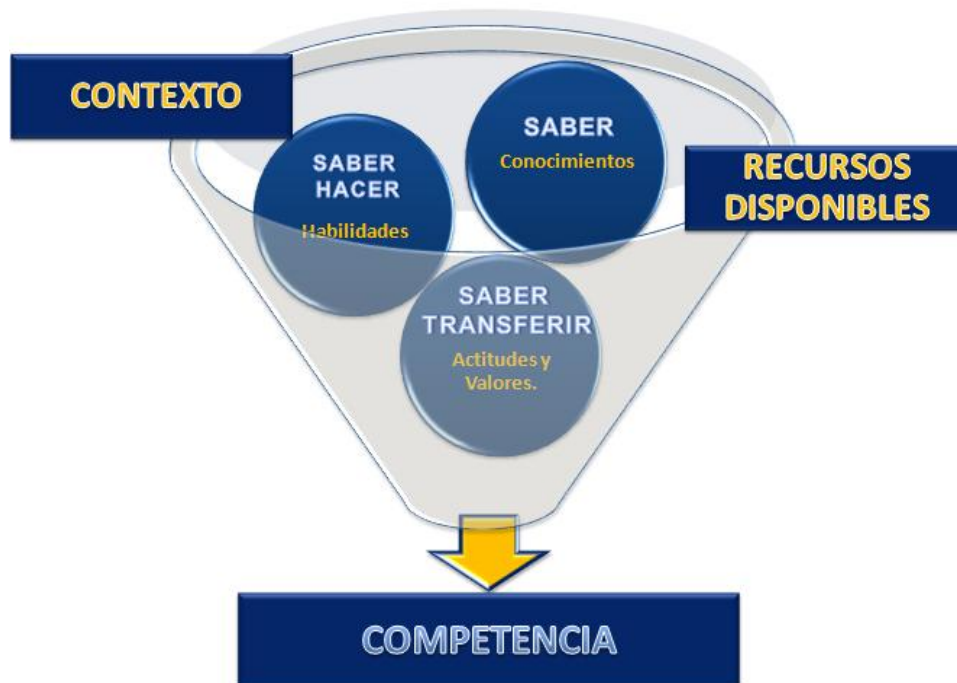 CONTEXTO
SABER
Conocimientos
SABER
HACER
Habilidades
RECURSOS
DISPONIBLES
SABER
TRANSFERIR
Actitudes y
Valores.
COMPETENCIA